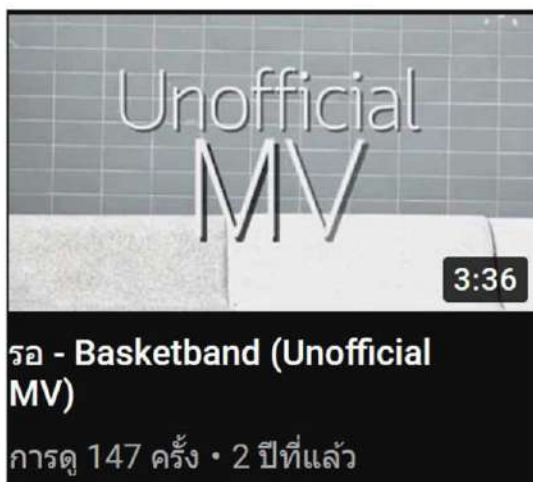 Unofficial
MV
3:36
รอ - Basketband (Unofficial
MV)
การดู 147 ครั้ง • 2 ปีที่แล้ว